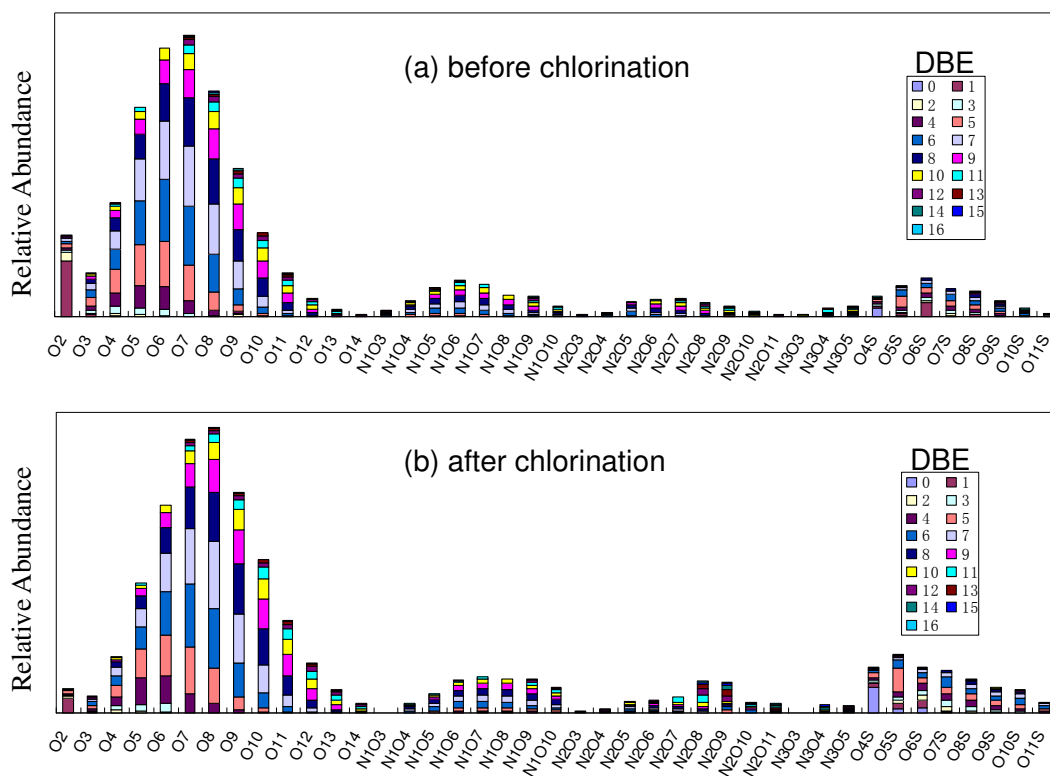 (a) before chlorination
Relative Abundance
DBE
0 1
2 3
4 5
6 7
8 9
10 11
12 13
14 15
16
O2 O3 O4 O5 O6 O7 O8 O9 O10 O11 O12 O13 O14 N1O3 N1O4 N1O5 N1O6 N1O7 N1O8 N1O9 N1O10 N2O3 N2O4 N2O5 N2O6 N2O7 N2O8 N2O9 N2O10 N2O11 N3O3 N3O4 N3O5 O4S O5S O6S O7S O8S O9S O10S O11S
(b) after chlorination
Relative Abundance
DBE
0 1
2 3
4 5
6 7
8 9
10 11
12 13
14 15
16
O2 O3 O4 O5 O6 O7 O8 O9 O10 O11 O12 O13 O14 N1O3 N1O4 N1O5 N1O6 N1O7 N1O8 N1O9 N1O10 N2O3 N2O4 N2O5 N2O6 N2O7 N2O8 N2O9 N2O10 N2O11 N3O3 N3O4 N3O5 O4S O5S O6S O7S O8S O9S O10S O11S